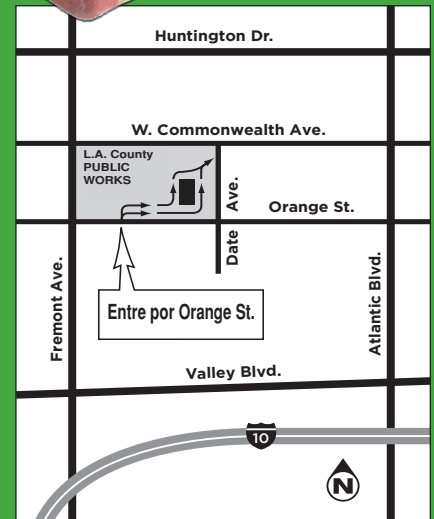 Huntington Dr.
W. Commonwealth Ave.
L.A. County
PUBLIC
WORKS
Date Ave.
Orange St.
Entre por Orange St.
Fremont Ave.
Atlantic Blvd.
Valley Blvd.
10
N